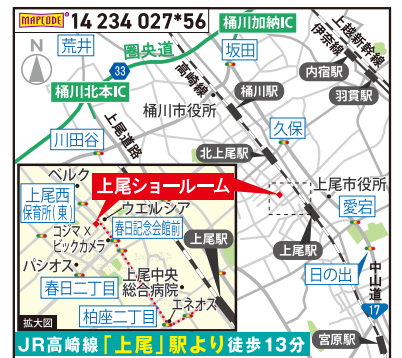 MAPCODE 14 234 027*56
桶川加納IC
上越新幹線
伊奈線
N
荒井
圏央道
坂田
33
高崎線
内宿駅
桶川北本IC
桶川駅
羽貫駅
桶川市役所
上尾道路
久保
川田谷
北上尾駅
ベルク
上尾ショールーム
上尾市役所
上尾西
保育所(東)
ウエルシア
愛宕
春日記念会館前
コジマ×
ビックカメラ
上尾駅
上尾駅
パシオス
上尾中央
総合病院
日の出
中山道
春日二丁目
エネオス
17
柏座二丁目
拡大図
宮原駅
JR高崎線「上尾」駅より徒歩13分